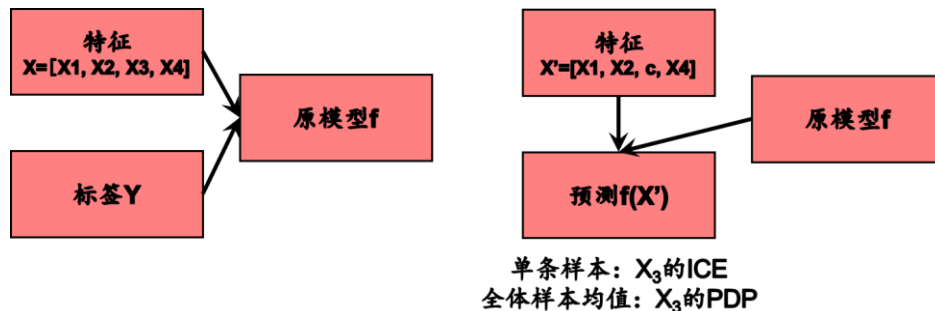 特征
X=[X1, X2, X3, X4]
原模型f
标签Y
特征
X’=[X1, X2, c, X4]
原模型f
预测f(X’)
单条样本：X₃的ICE
全体样本均值：X₃的PDP